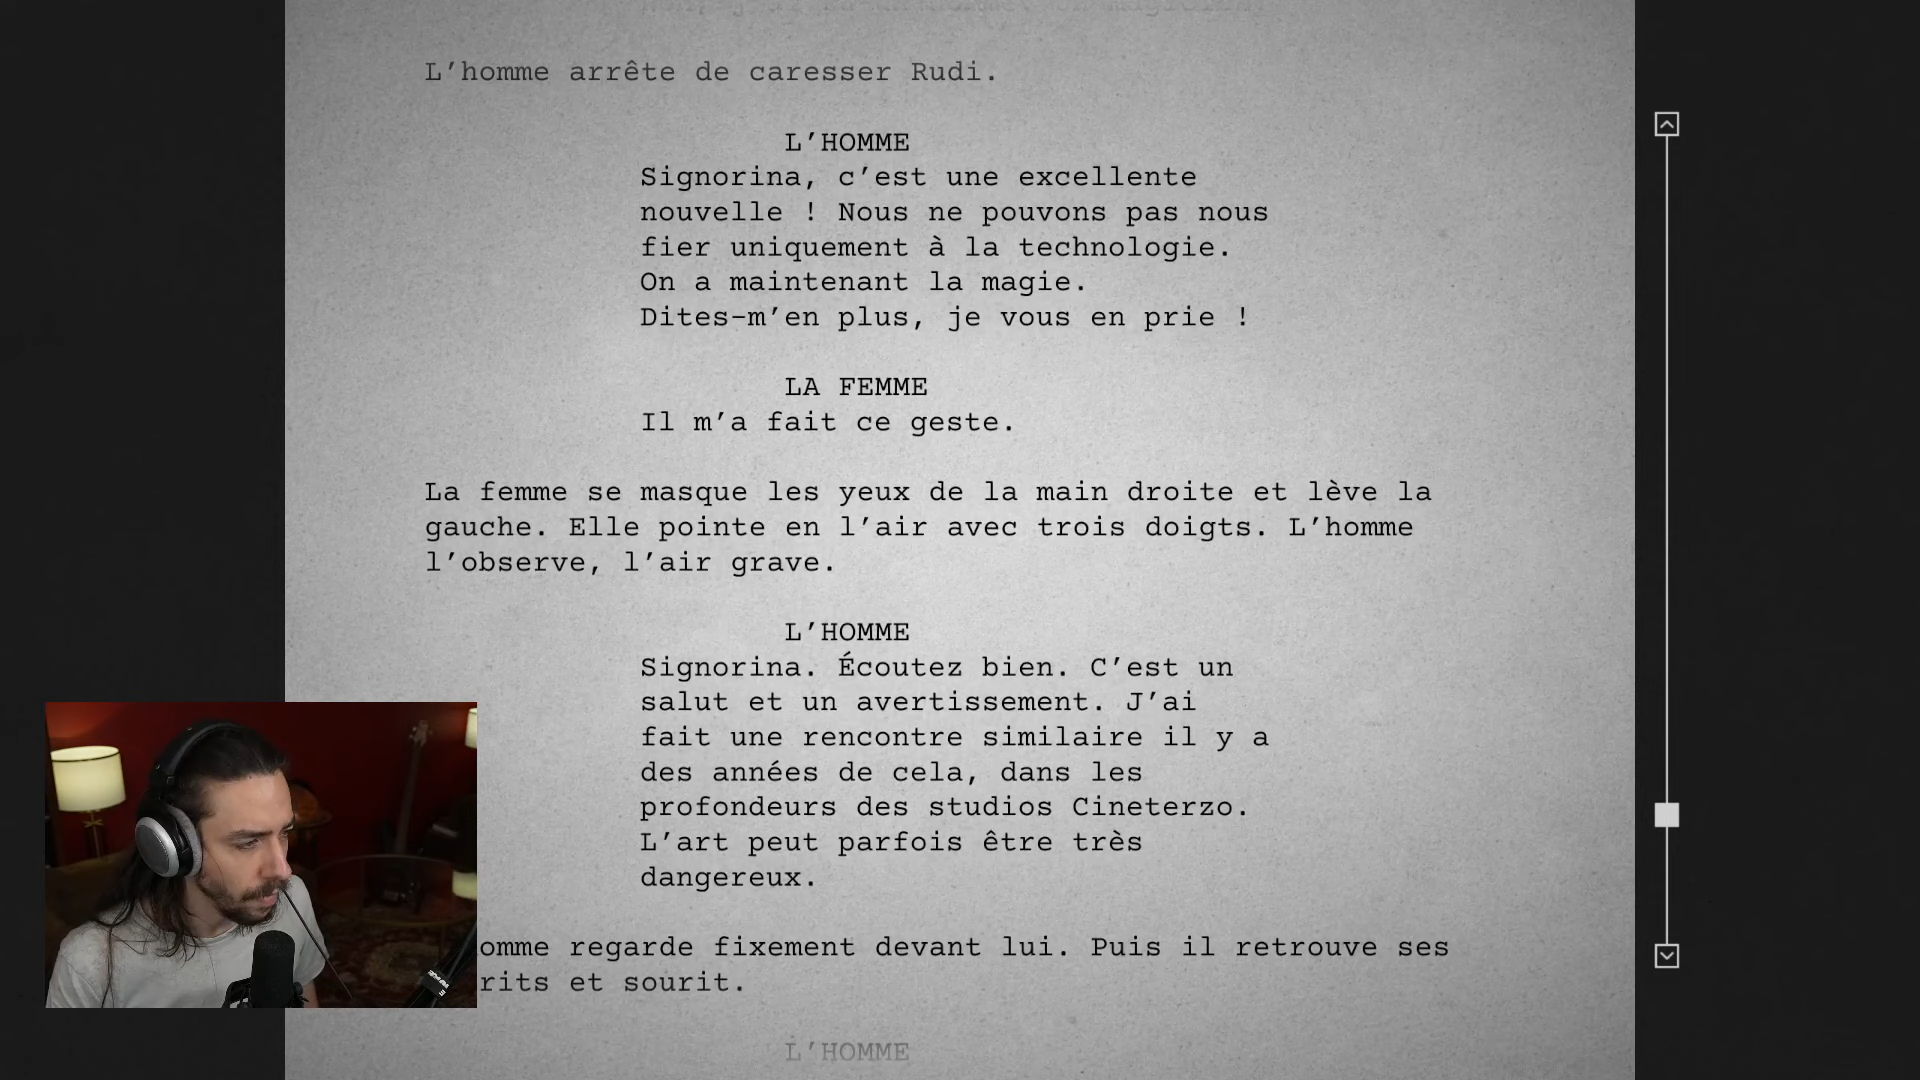 L'homme arrête de caresser Rudi.
L'HOMME
Signorina, c'est une excellente
nouvelle ! Nous ne pouvons pas nous
fier uniquement à la technologie.
On a maintenant la magie.
Dites-m'en plus, je vous en prie !
LA FEMME
Il m'a fait ce geste.
La femme se masque les yeux de la main droite et lève la
gauche. Elle pointe en l'air avec trois doigts. L'homme
l'observe, l'air grave.
L'HOMME
Signorina. Écoutez bien. C'est un
salut et un avertissement. J'ai
fait une rencontre similaire il y a
des années de cela, dans les
profondeurs des studios Cineterzo.
L'art peut parfois être très
dangereux.
omme regarde fixement devant lui. Puis il retrouve ses
rits et sourit.
L'HOMME